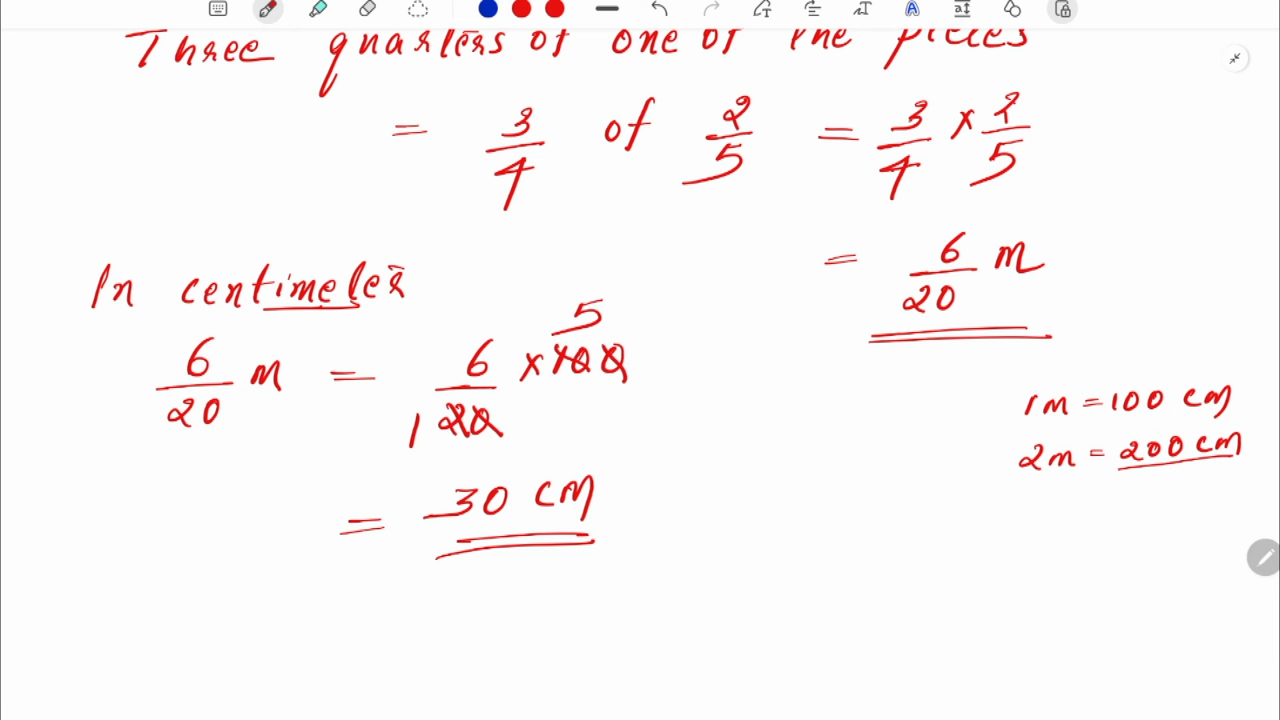 Three quarters of one of the pieces
= 3/4 of 2/5 = 3/4 × 2/5
= 6/20 m
In centimeter
6/20 m = 6/20 × 100
5
1
= 30 cm
1m = 100 cm
2m = 200 cm